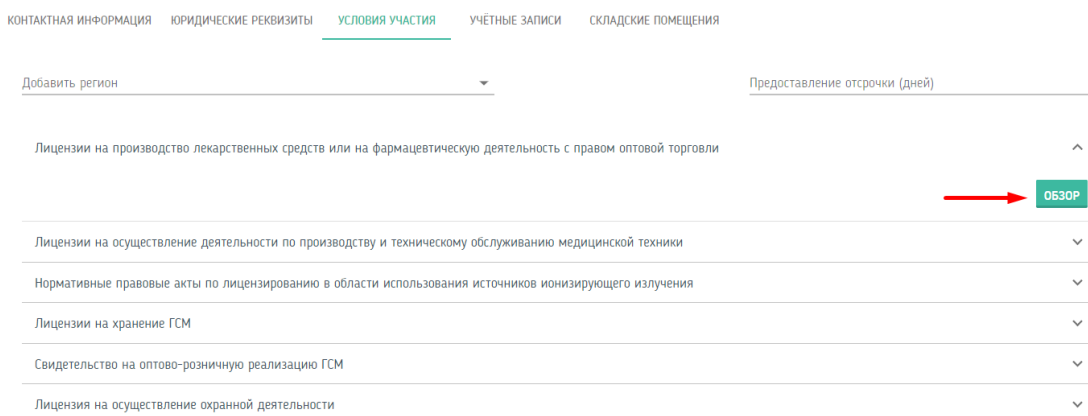 КОНТАКТНАЯ ИНФОРМАЦИЯ ЮРИДИЧЕСКИЕ РЕКВИЗИТЫ УСЛОВИЯ УЧАСТИЯ УЧЁТНЫЕ ЗАПИСИ СКЛАДСКИЕ ПОМЕЩЕНИЯ
Добавить регион Предоставление отсрочки (дней)
Лицензии на производство лекарственных средств или на фармацевтическую деятельность с правом оптовой торговли
ОБЗОР
Лицензии на осуществление деятельности по производству и техническому обслуживанию медицинской техники
Нормативные правовые акты по лицензированию в области использования источников ионизирующего излучения
Лицензии на хранение ГСМ
Свидетельство на оптово-розничную реализацию ГСМ
Лицензия на осуществление охранной деятельности